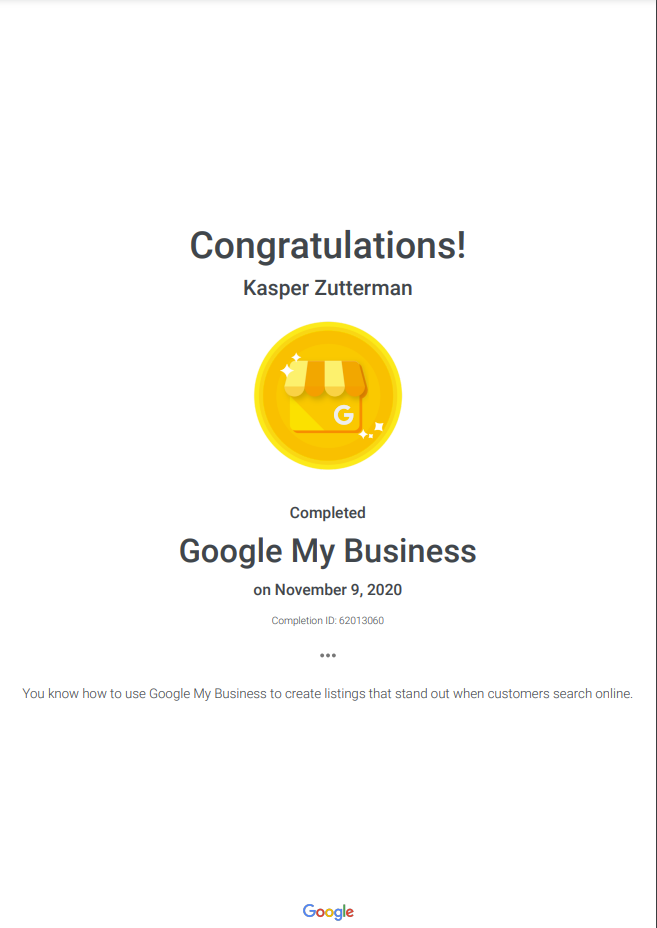 Congratulations!
Kasper Zutterman
G
Completed
Google My Business
on November 9, 2020
Completion ID: 62013060
•••
You know how to use Google My Business to create listings that stand out when customers search online.
Google